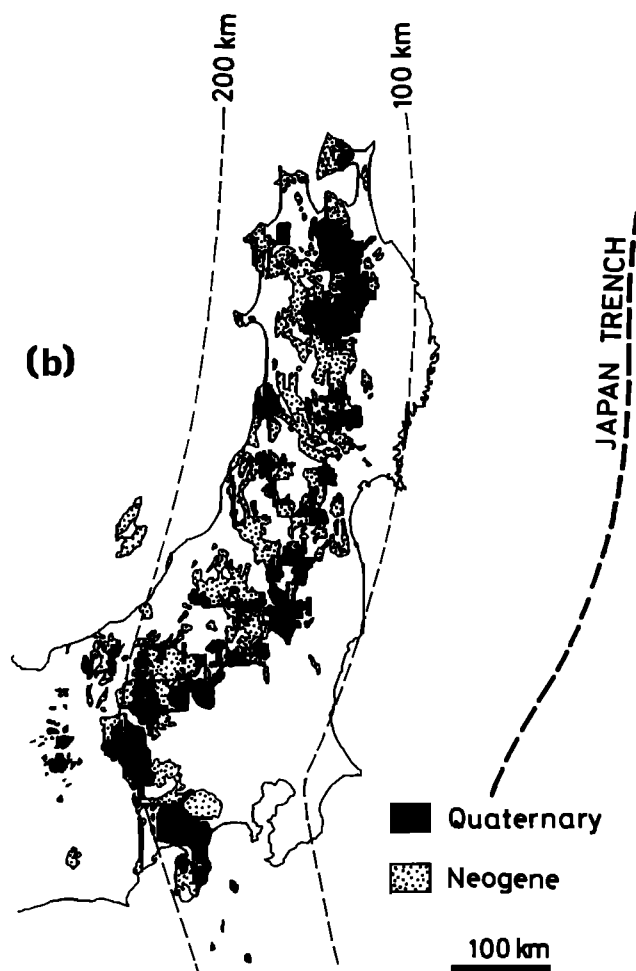 200 km
100 km
(b)
JAPAN TRENCH
Quaternary
Neogene
100 km